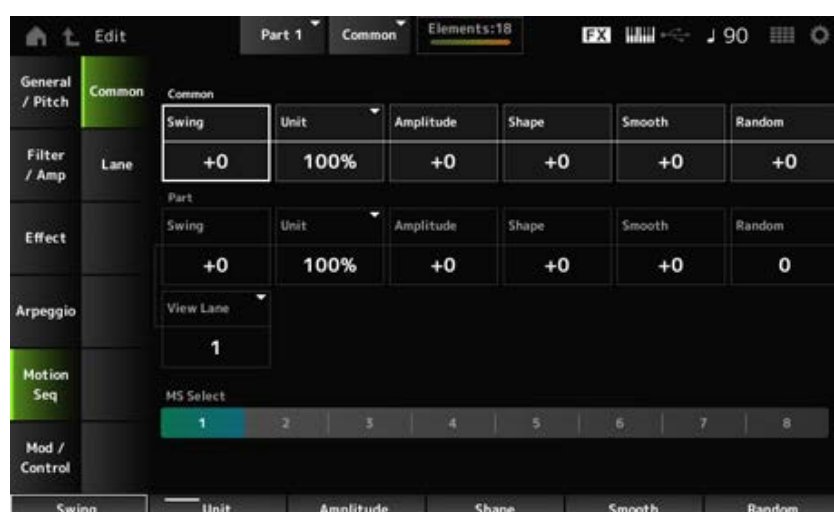 Edit Part 1 Common Elements:18 FX ♩ 90
General / Pitch
Common
Common
Swing Unit Amplitude Shape Smooth Random
+0 100% +0 +0 +0 +0
Filter / Amp
Lane
Part
Swing Unit Amplitude Shape Smooth Random
+0 100% +0 +0 +0 0
Effect
Arpeggio
View Lane
1
Motion Seq
MS Select
1 2 3 4 5 6 7 8
Mod / Control
Swing Unit Amplitude Shape Smooth Random